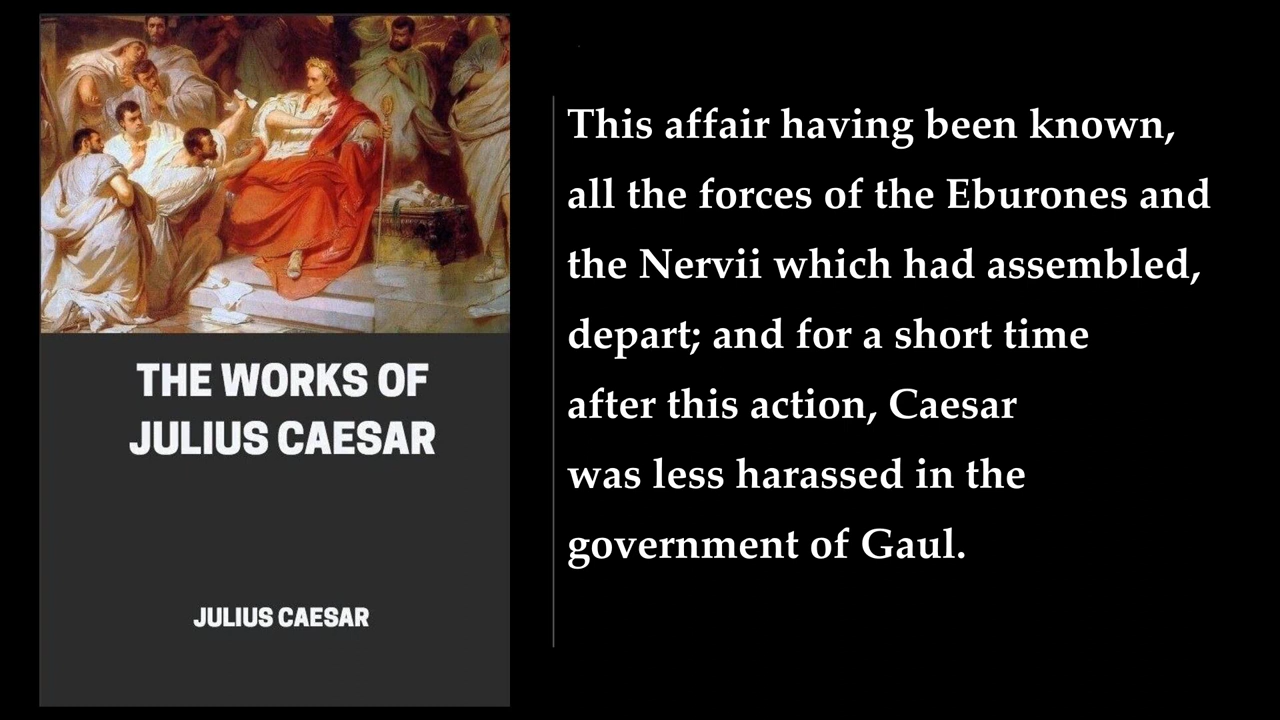 THE WORKS OF
JULIUS CAESAR
JULIUS CAESAR
This affair having been known,
all the forces of the Eburones and
the Nervii which had assembled,
depart; and for a short time
after this action, Caesar
was less harassed in the
government of Gaul.